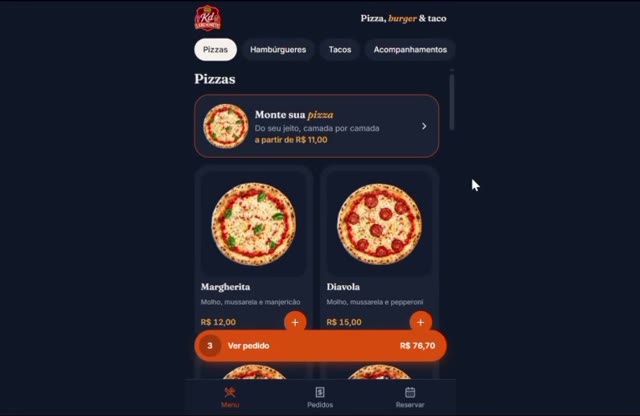 Kd
Pizza, burger & taco
Pizzas
Hambúrgueres
Tacos
Acompanhamentos
Pizzas
Monte sua pizza
Do seu jeito, camada por camada
a partir de R$ 11,00
Margherita
Molho, mussarela e manjericão
R$ 12,00
+
Diavola
Molho, mussarela e pepperoni
R$ 15,00
+
3 Ver pedido R$ 76,70
Menu
Pedidos
Reservar